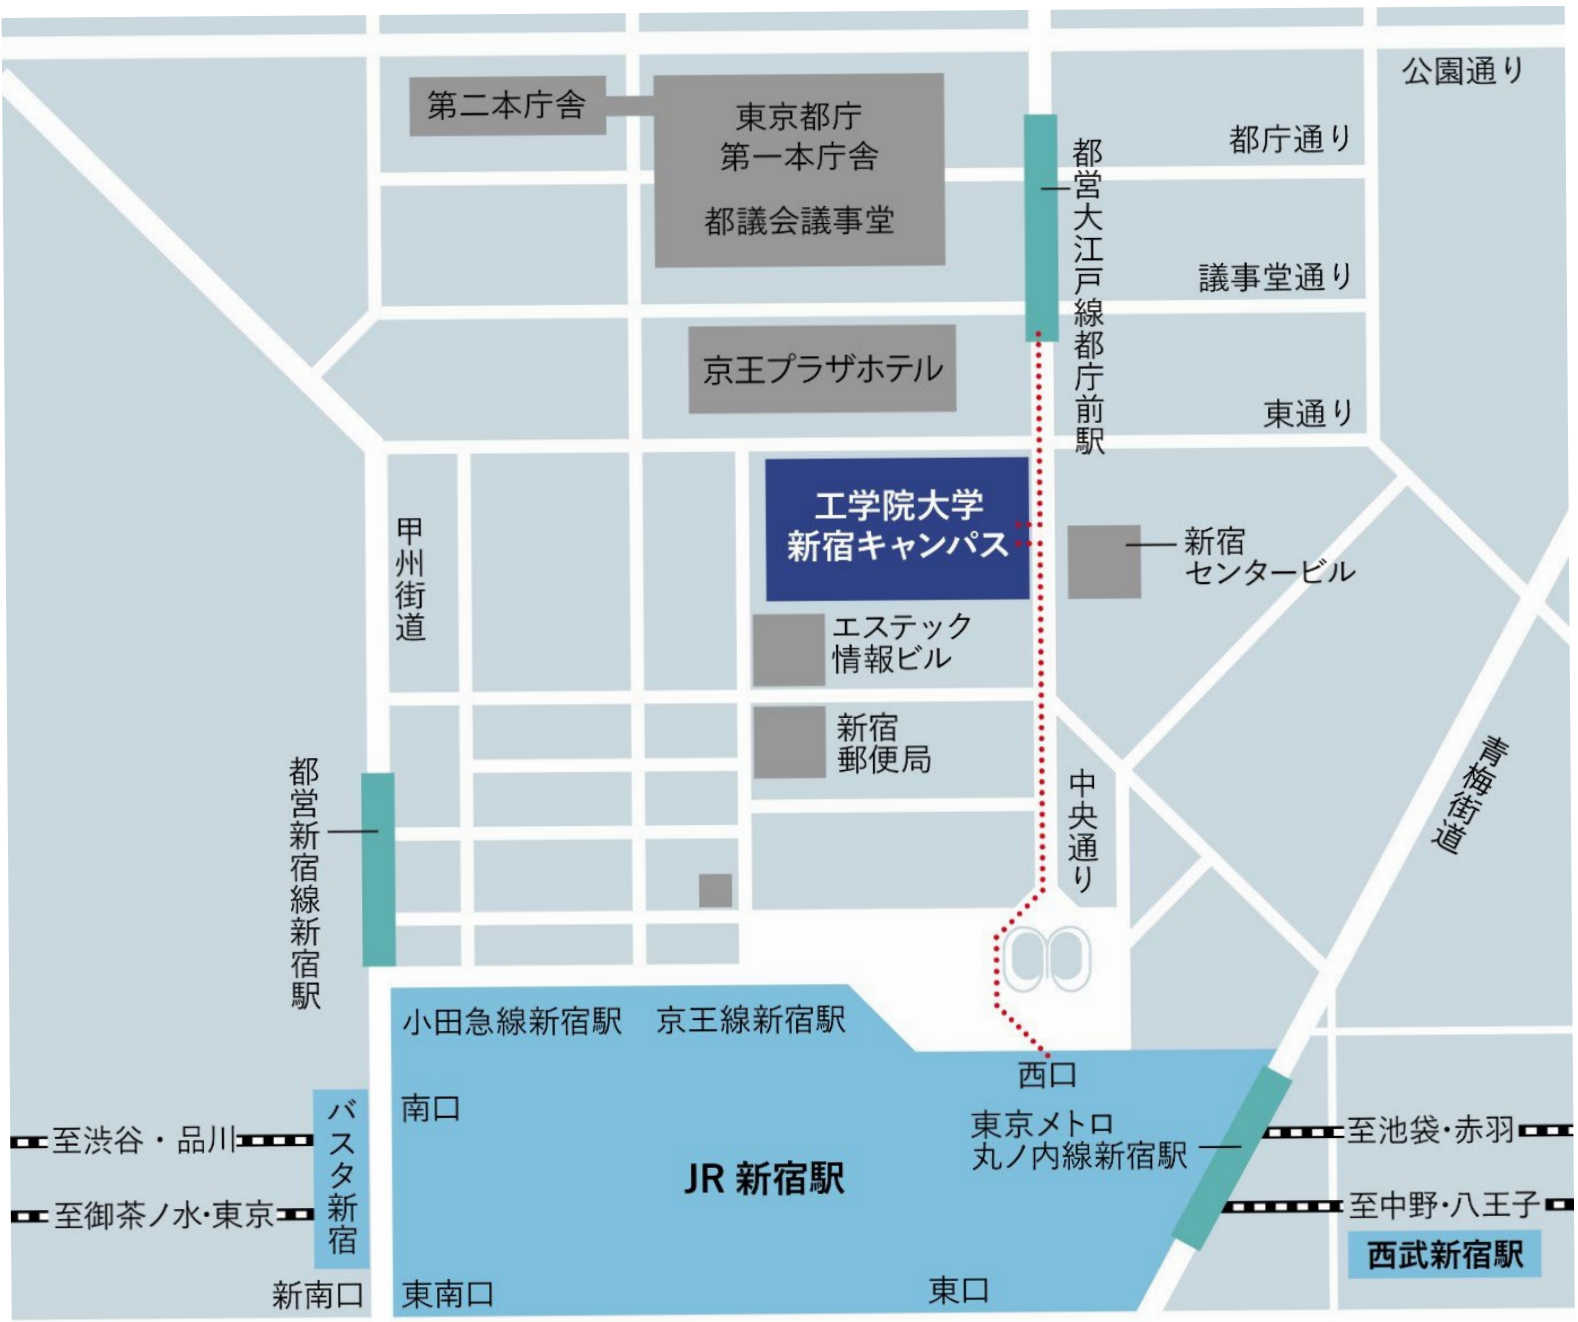 公園通り
第二本庁舎
東京都庁
第一本庁舎
都議会議事堂
都庁通り
都営大江戸線都庁前駅
議事堂通り
京王プラザホテル
東通り
工学院大学
新宿キャンパス
甲州街道
新宿
センタービル
エステック
情報ビル
新宿
郵便局
青梅街道
都営新宿線新宿駅
中央通り
小田急線新宿駅
京王線新宿駅
西口
南口
バスタ新宿
至渋谷・品川
東京メトロ
丸ノ内線新宿駅
至池袋・赤羽
JR 新宿駅
至御茶ノ水・東京
至中野・八王子
西武新宿駅
新南口
東南口
東口